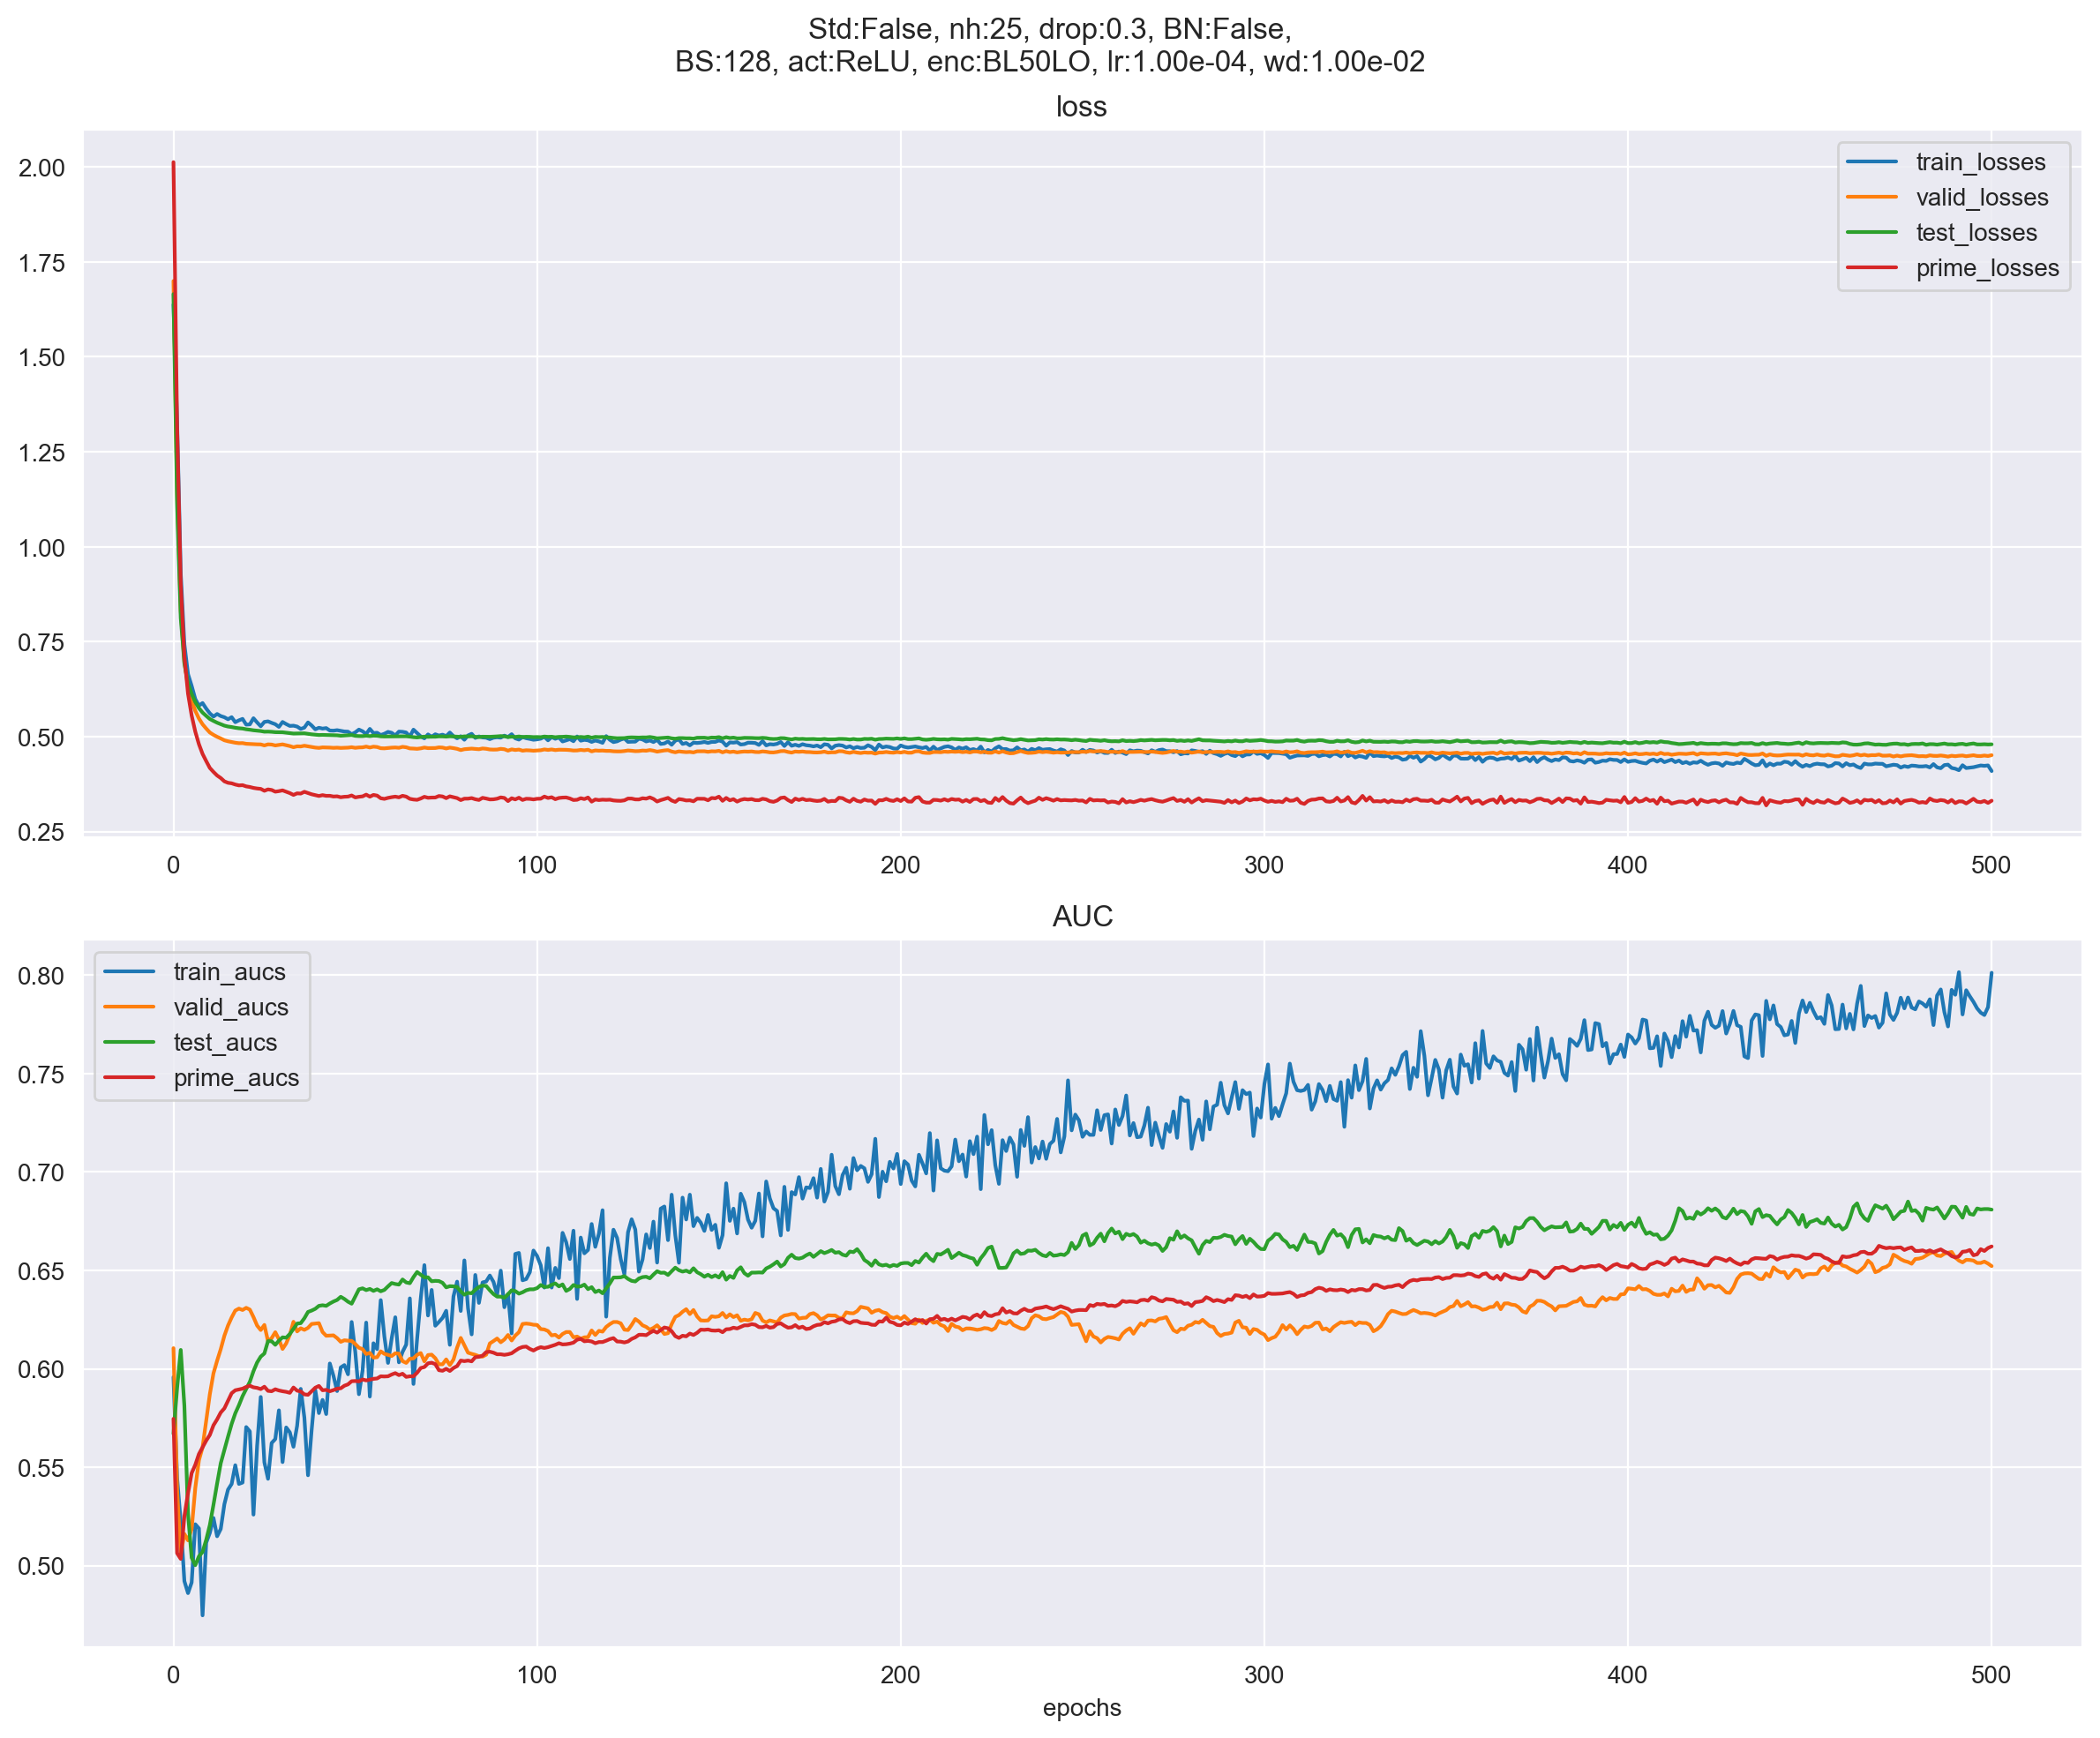 Std:False, nh:25, drop:0.3, BN:False,
BS:128, act:ReLU, enc:BL50LO, lr:1.00e-04, wd:1.00e-02
loss
2.00
1.75
1.50
1.25
1.00
0.75
0.50
0.25
train_losses
valid_losses
test_losses
prime_losses
0 100 200 300 400 500
AUC
0.80
0.75
0.70
0.65
0.60
0.55
0.50
train_aucs
valid_aucs
test_aucs
prime_aucs
0 100 200 300 400 500
epochs